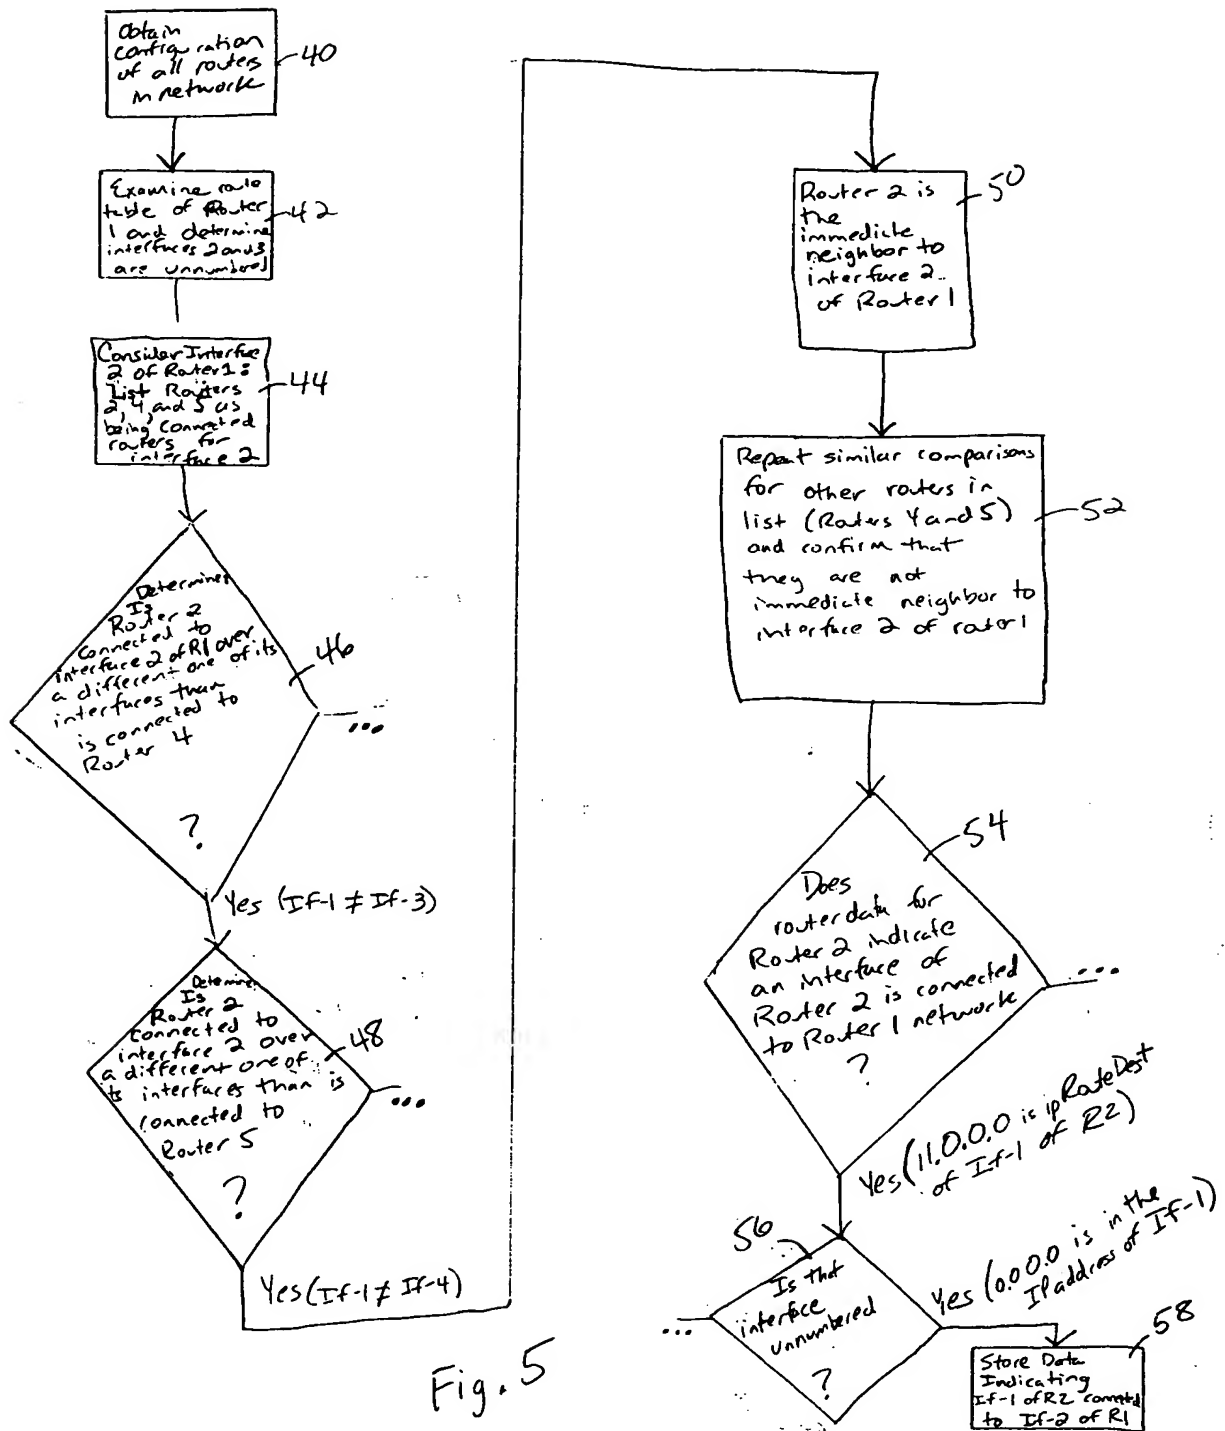 Obtain
configuration
of all routers
in network
40
Examine route
table of Router
1 and determine
interfaces 2 and 3
are unnumbered
42
Consider Interface
2 of Router 1:
List Routers
2, 4, and 5 as
being connected
routers for
interface 2
44
Determine
Is
Router 2
connected to
interface 2 of R1 over
a different one of its
interfaces than
is connected to
Router 4
?
46
...
Yes (If-1 ≠ If-3)
Determine
Is
Router 2
connected to
interface 2 over
a different one of
its interfaces than is
connected to
Router 5
?
48
...
Yes (If-1 ≠ If-4)
Router 2 is
the
immediate
neighbor to
interface 2
of Router 1
50
Repeat similar comparisons
for other routers in
list (Routers 4 and 5)
and confirm that
they are not
immediate neighbor to
interface 2 of router 1
52
Does
router data for
Router 2 indicate
an interface of
Router 2 is connected
to Router 1 network
?
54
...
Yes (11.0.0.0 is ipRouteDest
of If-1 of R2)
56
Is that
interface
unnumbered
?
...
Yes (0.0.0.0 is in the
IP address of If-1)
58
Store Data
Indicating
If-1 of R2 connected
to If-2 of R1
Fig. 5